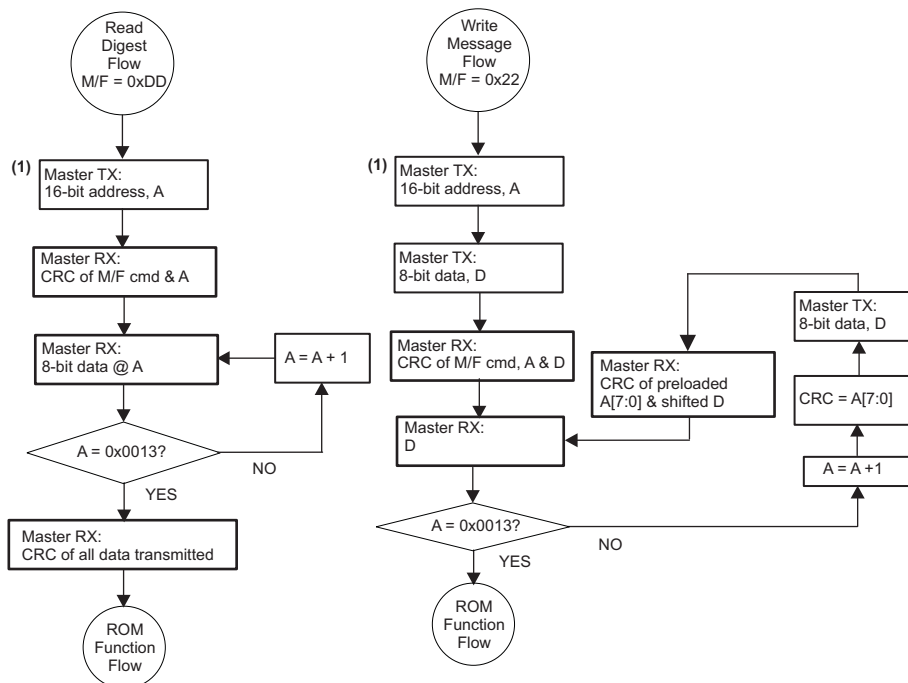 Read
Digest
Flow
M/F = 0xDD
(1)
Master TX:
16-bit address, A
Master RX:
CRC of M/F cmd & A
Master RX:
8-bit data @ A
A = A + 1
A = 0x0013?
NO
YES
Master RX:
CRC of all data transmitted
ROM
Function
Flow
Write
Message
Flow
M/F = 0x22
(1)
Master TX:
16-bit address, A
Master TX:
8-bit data, D
Master RX:
CRC of M/F cmd, A & D
Master RX:
D
A = 0x0013?
NO
YES
ROM
Function
Flow
Master RX:
CRC of preloaded
A[7:0] & shifted D
Master TX:
8-bit data, D
CRC = A[7:0]
A = A +1